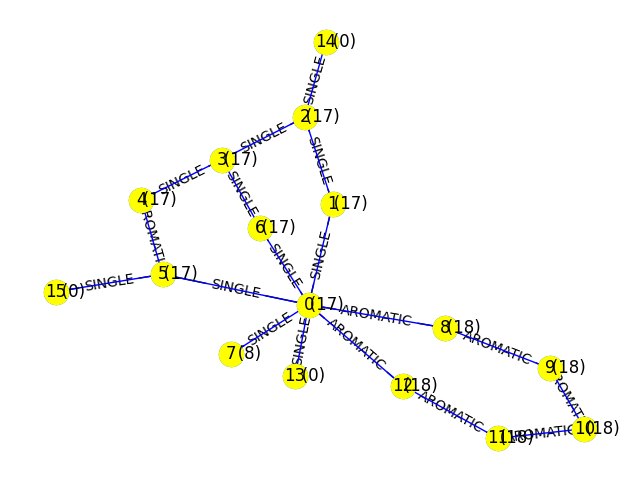 14(0)
SINGLE
2(17)
SINGLE
3(17)
SINGLE
SINGLE
4(17)
SINGLE
1(17)
6(17)
ROMATI
SINGLE
SINGLE
5(17)
SINGLE
15(0)
SINGLE
0(17)
AROMATIC
8(18)
SINGLE
SINGLE
AROMATIC
AROMATIC
7(8)
9(18)
13(0)
12(18)
AROMATIC
AROMAT
11(18)
AROMATIC
10(18)